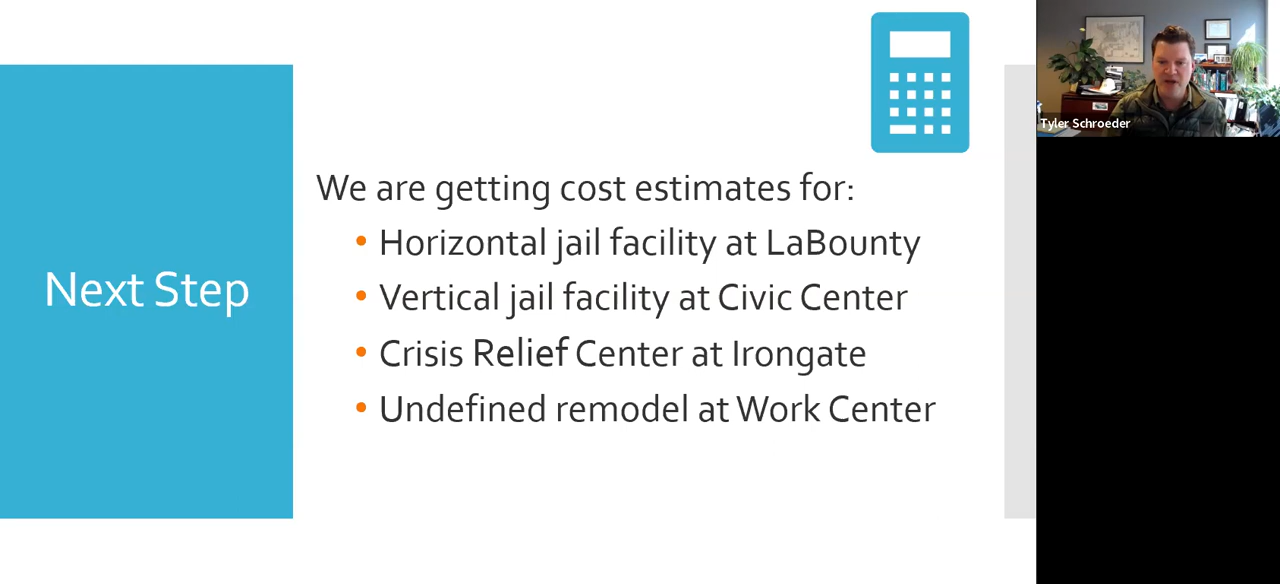 Next Step
We are getting cost estimates for:
• Horizontal jail facility at LaBounty
• Vertical jail facility at Civic Center
• Crisis Relief Center at Irongate
• Undefined remodel at Work Center
Tyler Schroeder